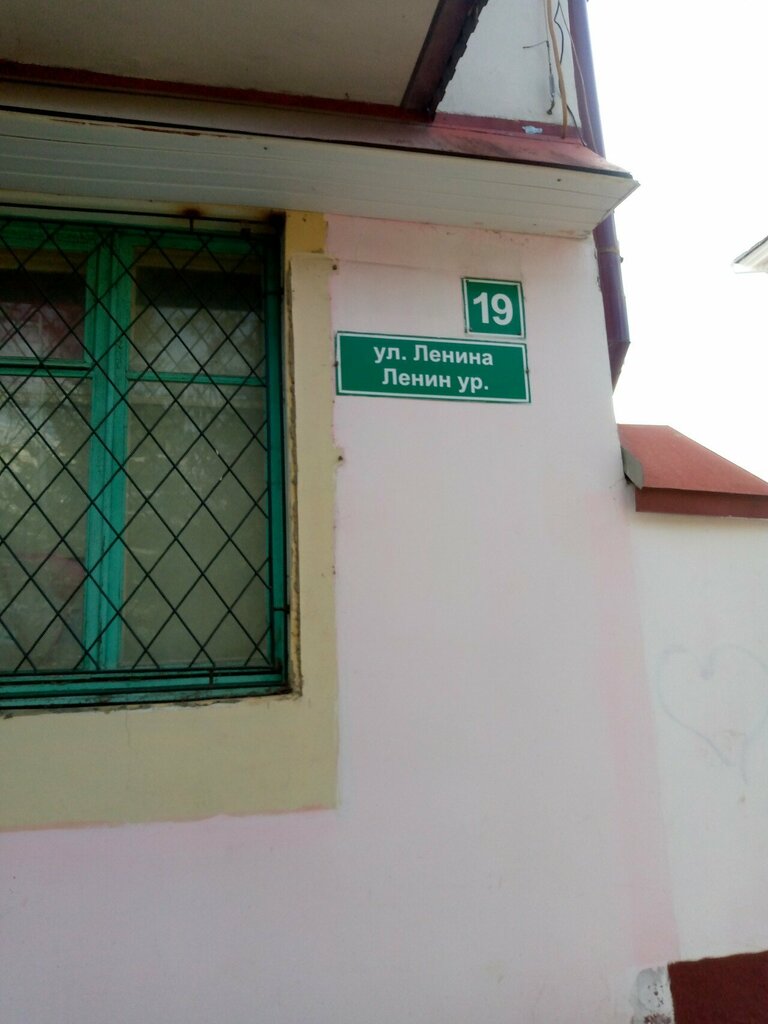 19
ул. Ленина
Ленин ур.